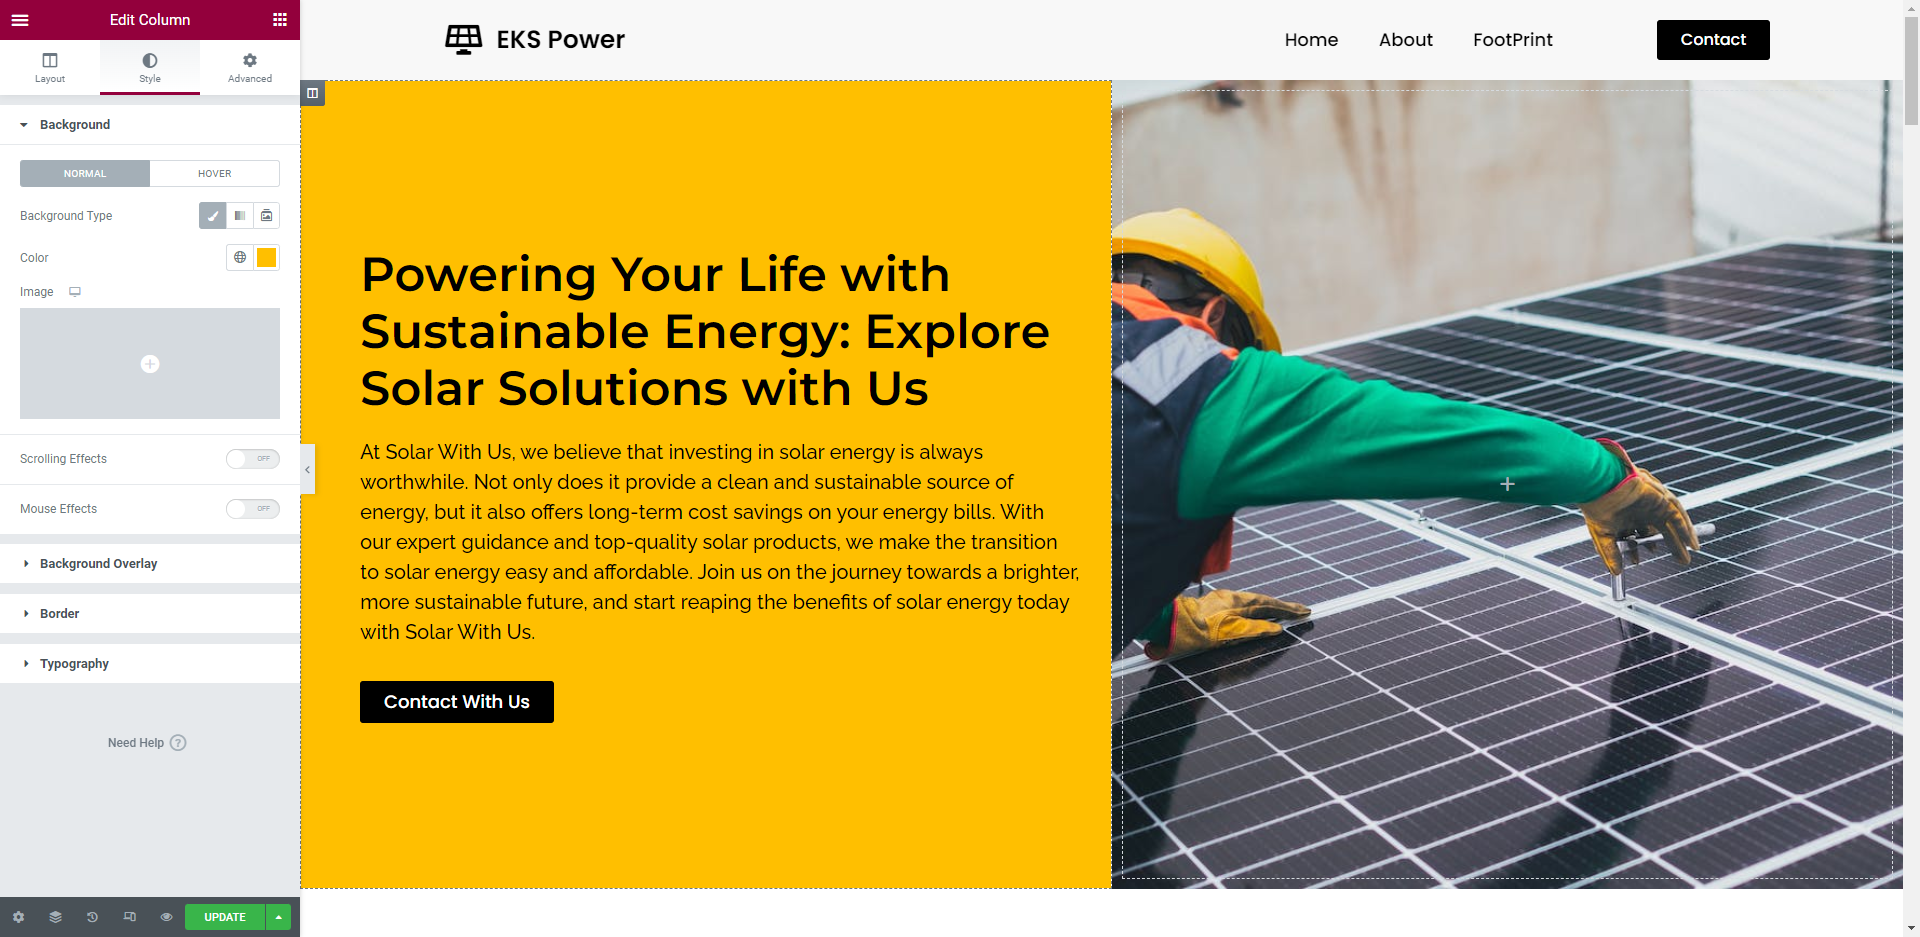 Edit Column
Layout
Style
Advanced
Background
NORMAL
HOVER
Background Type
Color
Image
Scrolling Effects
OFF
Mouse Effects
OFF
Background Overlay
Border
Typography
Need Help ?
UPDATE
EKS Power
Home
About
FootPrint
Contact
Powering Your Life with
Sustainable Energy: Explore
Solar Solutions with Us
At Solar With Us, we believe that investing in solar energy is always
worthwhile. Not only does it provide a clean and sustainable source of
energy, but it also offers long-term cost savings on your energy bills. With
our expert guidance and top-quality solar products, we make the transition
to solar energy easy and affordable. Join us on the journey towards a brighter,
more sustainable future, and start reaping the benefits of solar energy today
with Solar With Us.
Contact With Us